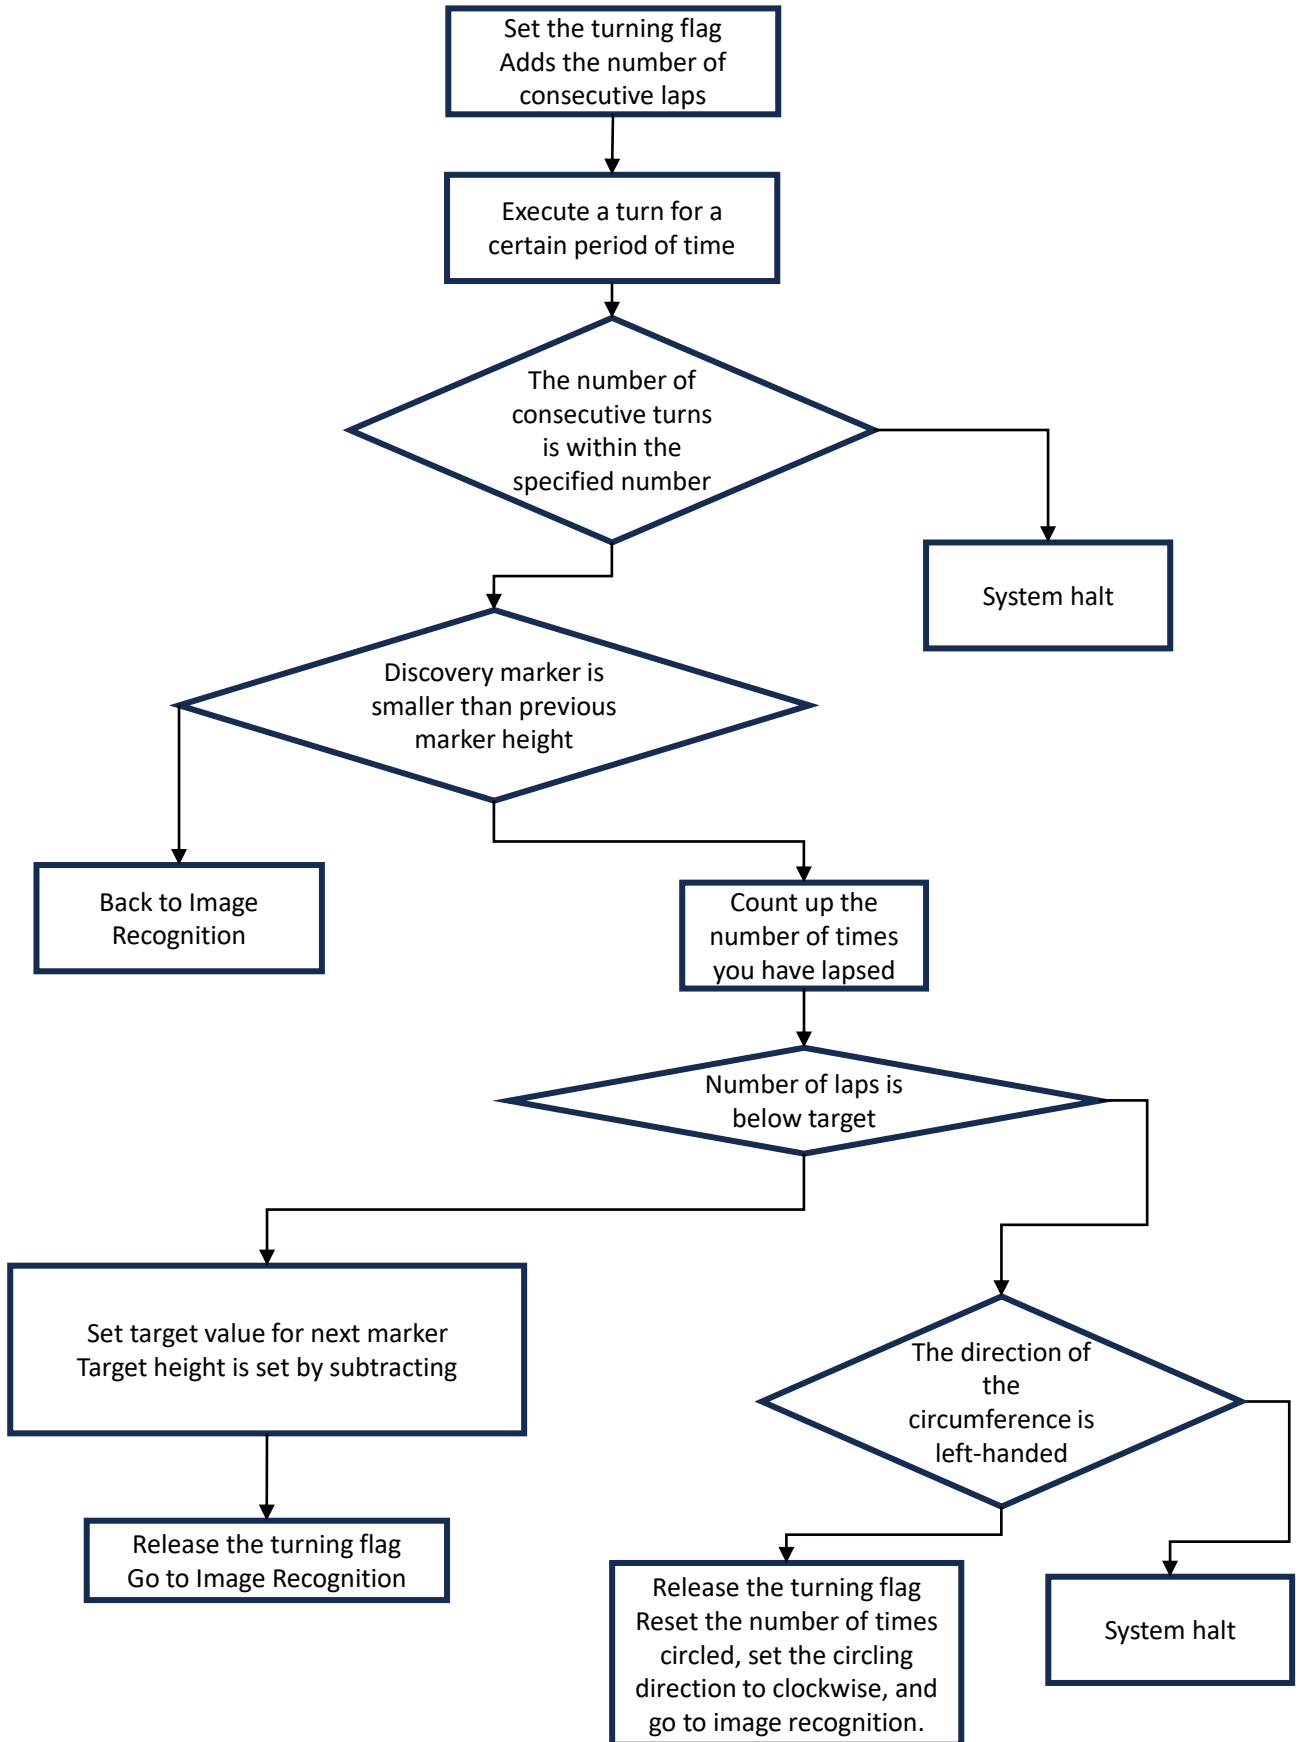 Set the turning flag
Adds the number of
consecutive laps
Execute a turn for a
certain period of time
The number of
consecutive turns
is within the
specified number
System halt
Discovery marker is
smaller than previous
marker height
Back to Image
Recognition
Count up the
number of times
you have lapsed
Number of laps is
below target
Set target value for next marker
Target height is set by subtracting
The direction of
the
circumference is
left-handed
Release the turning flag
Go to Image Recognition
Release the turning flag
Reset the number of times
circled, set the circling
direction to clockwise, and
go to image recognition.
System halt